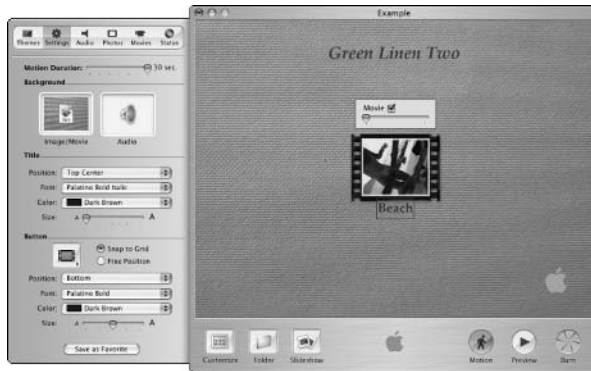 Example
Themes Settings Audio Photos Movies Status
Motion Duration: 30 sec.
Background
Image/Movie Audio
Title
Position: Top Center
Font: Palatino Bold Italic
Color: Dark Brown
Size: A A
Button
Snap to Grid
Free Position
Position: Bottom
Font: Palatino Bold
Color: Dark Brown
Size: A A
Save as Favorite
Green Linen Two
Movie
Beach
Customize Folder Slideshow Motion Preview Burn